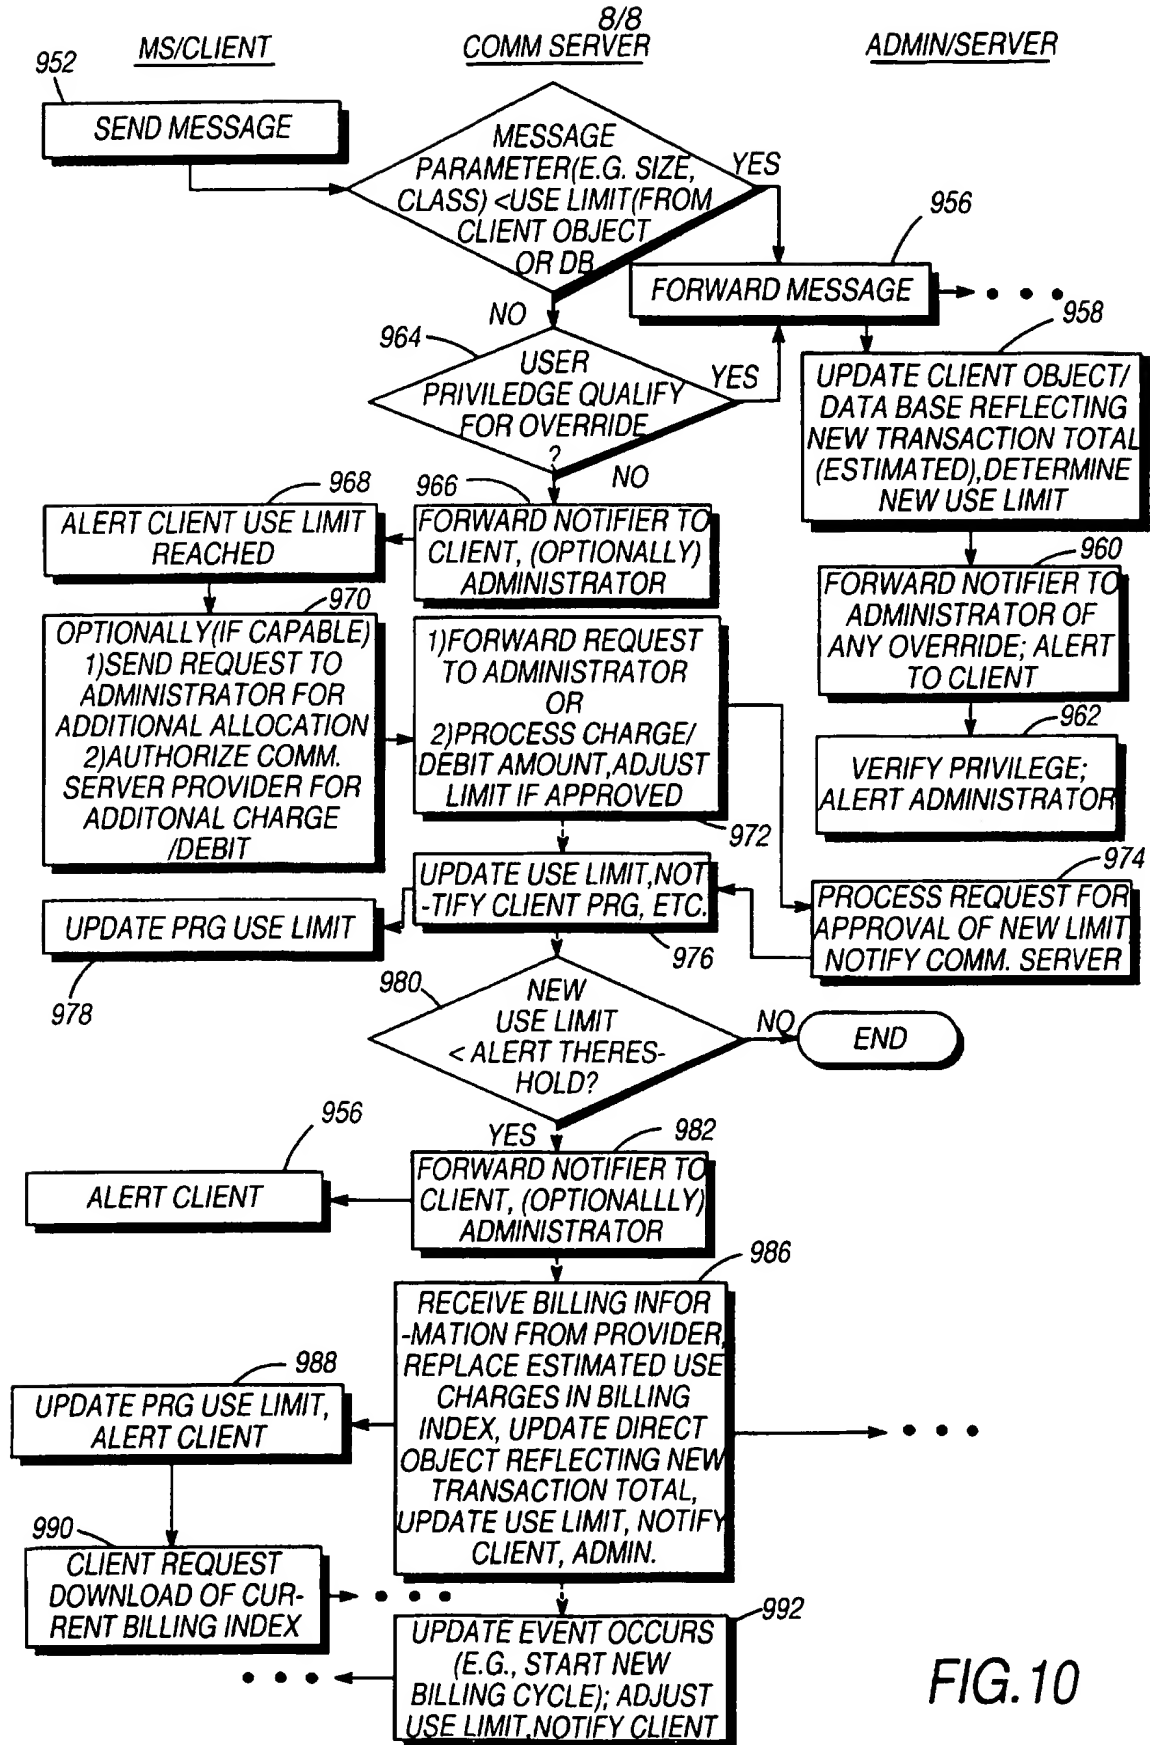 8/8
MS/CLIENT
COMM SERVER
ADMIN/SERVER
952
SEND MESSAGE
MESSAGE
PARAMETER(E.G. SIZE,
CLASS) <USE LIMIT(FROM
CLIENT OBJECT
OR DB
YES
956
FORWARD MESSAGE
NO
964
USER
PRIVILEDGE QUALIFY
FOR OVERRIDE
?
YES
NO
958
UPDATE CLIENT OBJECT/
DATA BASE REFLECTING
NEW TRANSACTION TOTAL
(ESTIMATED),DETERMINE
NEW USE LIMIT
968
ALERT CLIENT USE LIMIT
REACHED
966
FORWARD NOTIFIER TO
CLIENT, (OPTIONALLY)
ADMINISTRATOR
960
FORWARD NOTIFIER TO
ADMINISTRATOR OF
ANY OVERRIDE; ALERT
TO CLIENT
970
OPTIONALLY(IF CAPABLE)
1)SEND REQUEST TO
ADMINISTRATOR FOR
ADDITIONAL ALLOCATION
2)AUTHORIZE COMM.
SERVER PROVIDER FOR
ADDITONAL CHARGE
/DEBIT
1)FORWARD REQUEST
TO ADMINISTRATOR
OR
2)PROCESS CHARGE/
DEBIT AMOUNT,ADJUST
LIMIT IF APPROVED
972
962
VERIFY PRIVILEGE;
ALERT ADMINISTRATOR
974
PROCESS REQUEST FOR
APPROVAL OF NEW LIMIT
NOTIFY COMM. SERVER
UPDATE USE LIMIT,NOT
-TIFY CLIENT PRG, ETC.
976
UPDATE PRG USE LIMIT
978
980
NEW
USE LIMIT
< ALERT THERES-
HOLD?
NO
END
YES
982
FORWARD NOTIFIER TO
CLIENT, (OPTIONALLLY)
ADMINISTRATOR
956
ALERT CLIENT
986
RECEIVE BILLING INFOR
-MATION FROM PROVIDER,
REPLACE ESTIMATED USE
CHARGES IN BILLING
INDEX, UPDATE DIRECT
OBJECT REFLECTING NEW
TRANSACTION TOTAL,
UPDATE USE LIMIT, NOTIFY
CLIENT, ADMIN.
988
UPDATE PRG USE LIMIT,
ALERT CLIENT
990
CLIENT REQUEST
DOWNLOAD OF CUR-
RENT BILLING INDEX
992
UPDATE EVENT OCCURS
(E.G., START NEW
BILLING CYCLE); ADJUST
USE LIMIT,NOTIFY CLIENT
FIG.10